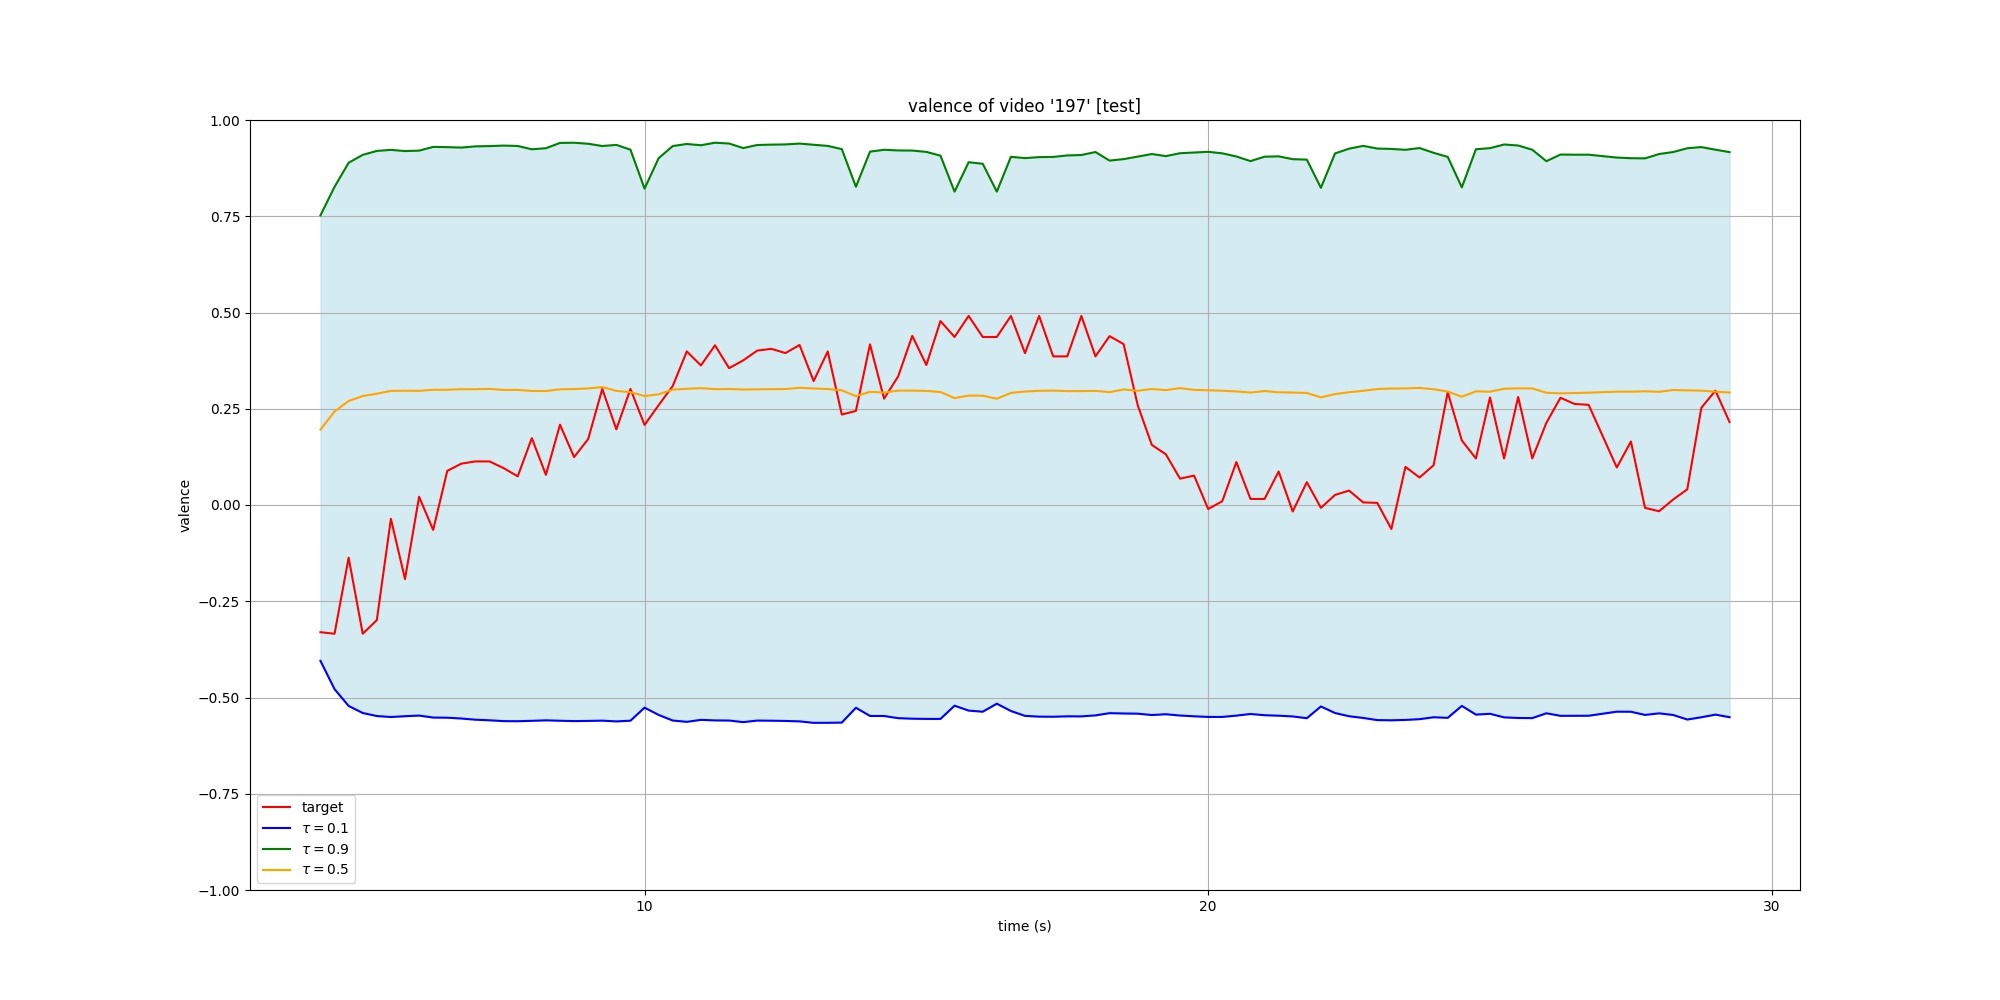 valence of video '197' [test]
1.00
0.75
0.50
0.25
0.00
−0.25
−0.50
−0.75
−1.00
valence
target
τ = 0.1
τ = 0.9
τ = 0.5
10
20
30
time (s)